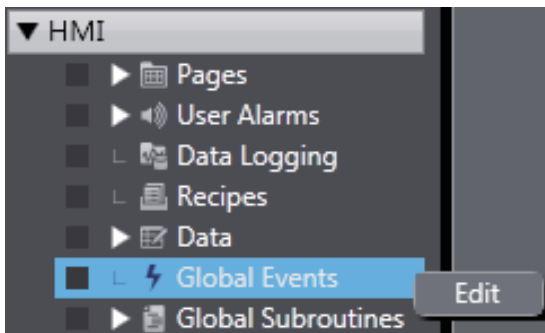 HMI
Pages
User Alarms
Data Logging
Recipes
Data
Global Events
Edit
Global Subroutines